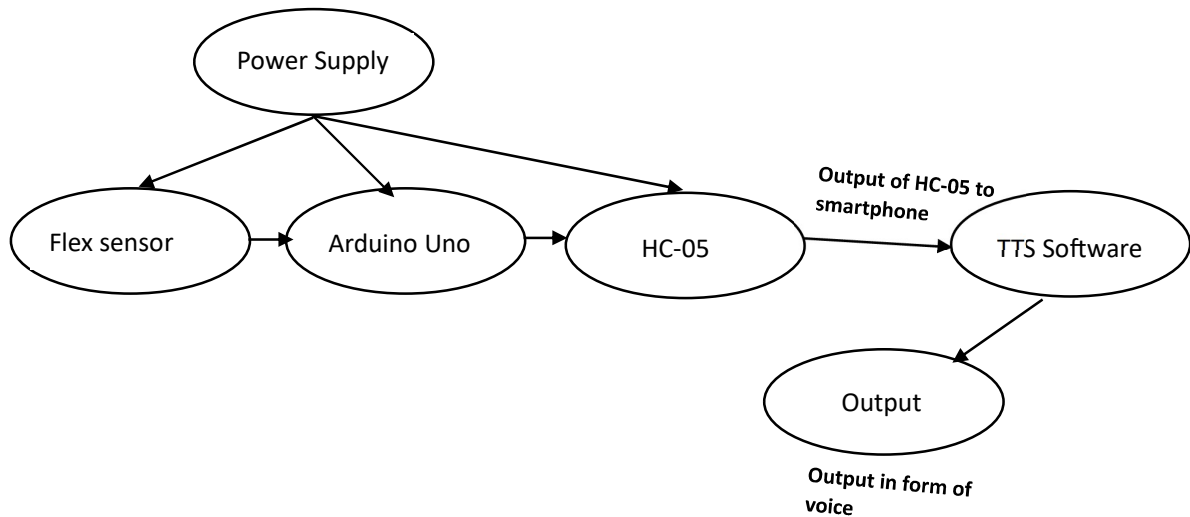 Power Supply
Flex sensor
Arduino Uno
HC-05
Output of HC-05 to
smartphone
TTS Software
Output
Output in form of
voice